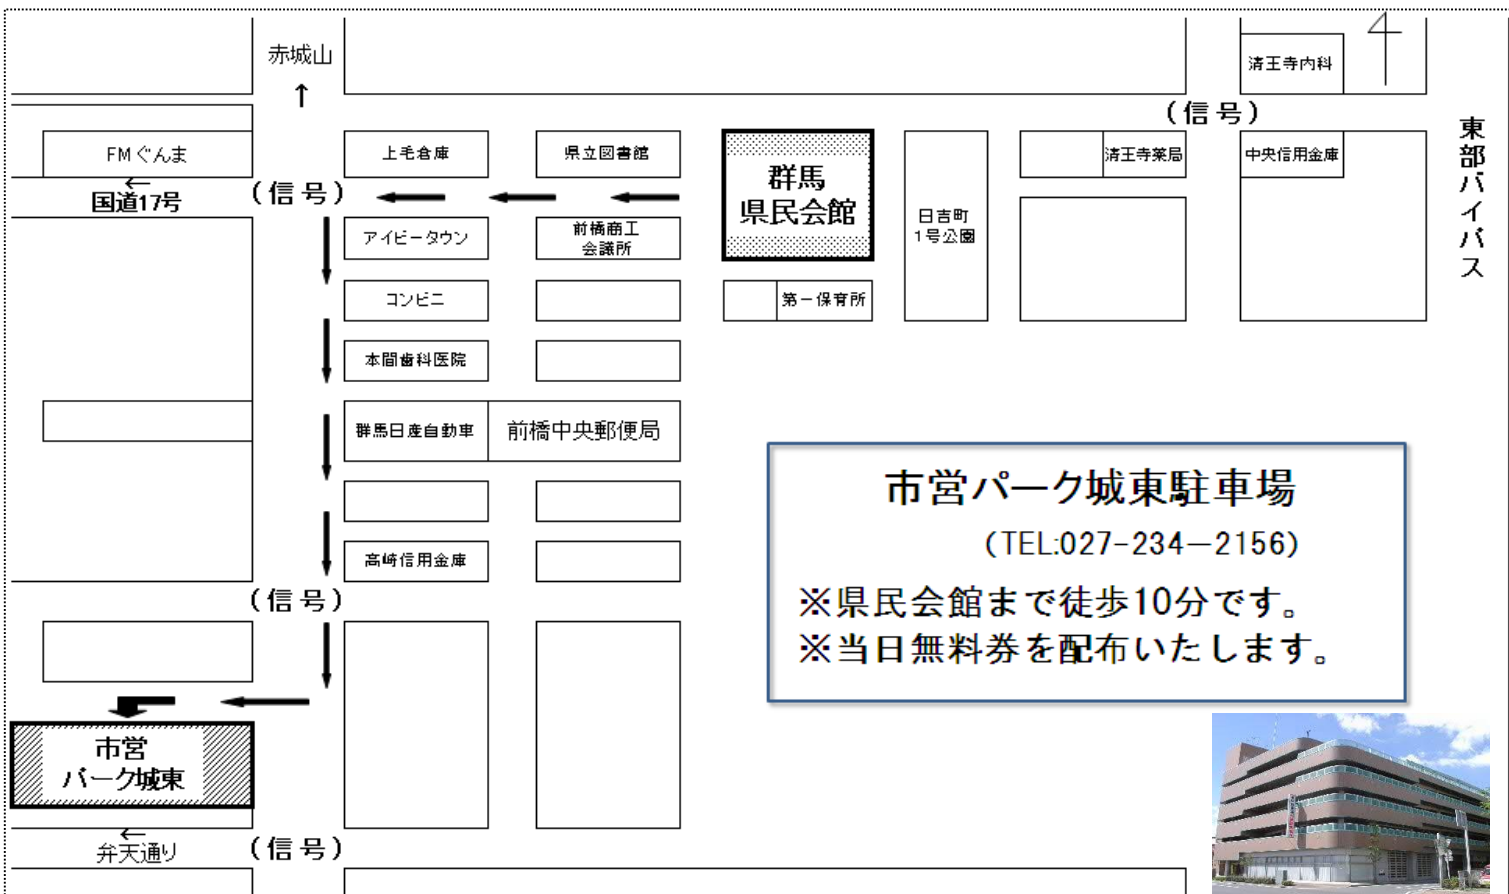 赤城山
↑
済王寺内科
(信号)
東部バイパス
FMぐんま
上毛倉庫
県立図書館
群馬
県民会館
済王寺薬局
中央信用金庫
←
国道17号
(信号)
アイビータウン
前橋商工
会議所
日吉町
1号公園
コンビニ
第一保育所
本間歯科医院
群馬日産自動車
前橋中央郵便局
高崎信用金庫
(信号)
市営パーク城東駐車場
(TEL:027-234-2156)
※県民会館まで徒歩10分です。
※当日無料券を配布いたします。
市営
パーク城東
←
弁天通り
(信号)